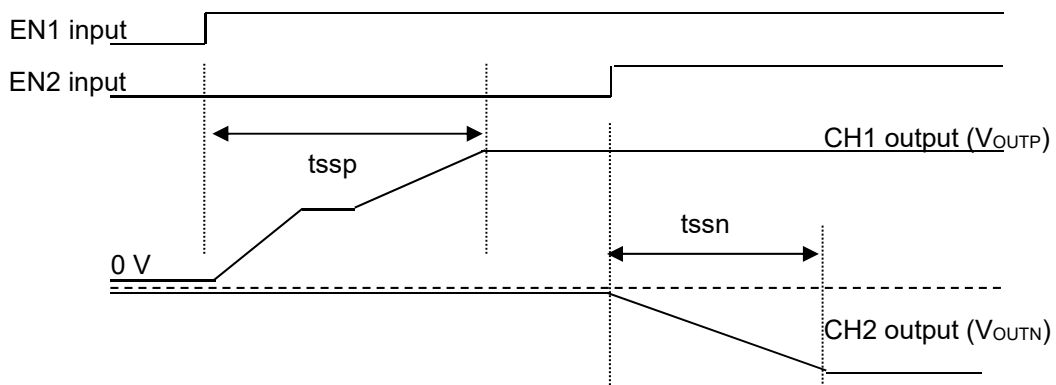 EN1 input
EN2 input
CH1 output (VOUTP)
tssp
tssn
0 V
CH2 output (VOUTN)